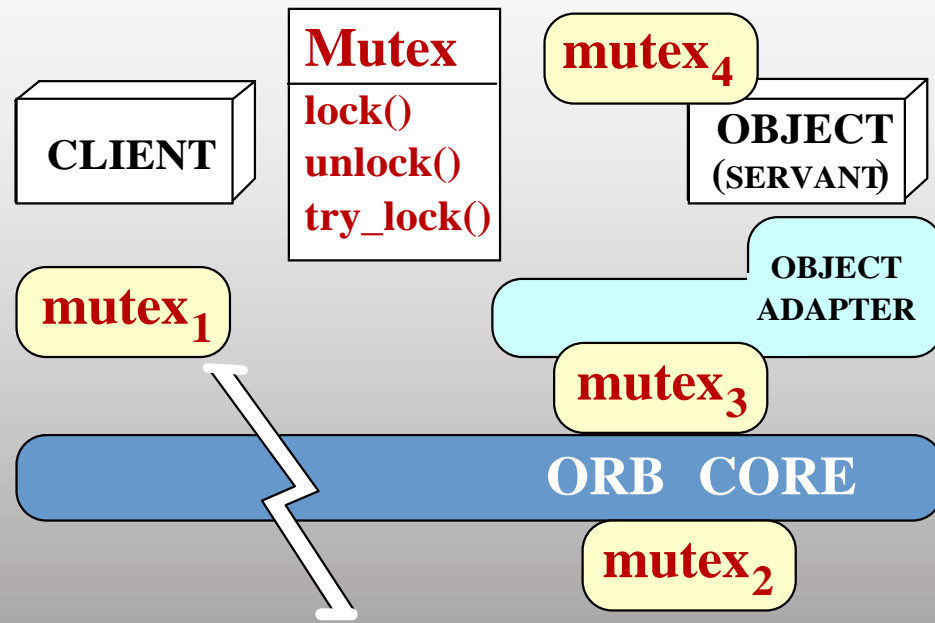 Mutex
lock()
unlock()
try_lock()
mutex4
CLIENT
OBJECT
(SERVANT)
OBJECT
ADAPTER
mutex1
mutex3
ORB CORE
mutex2